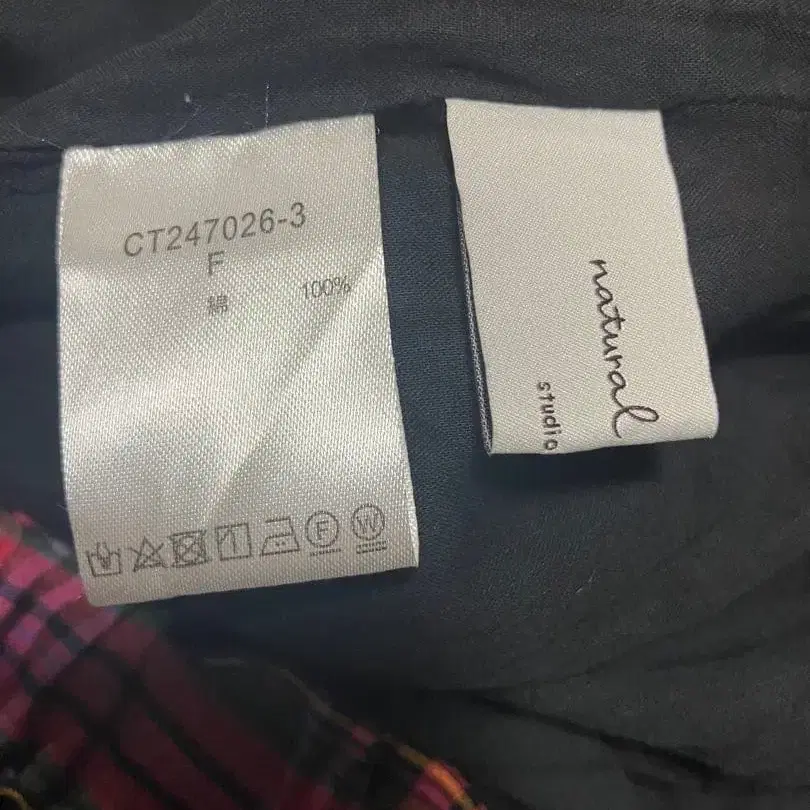 CT247026-3
F
綿 100%
F
W
natural
studio